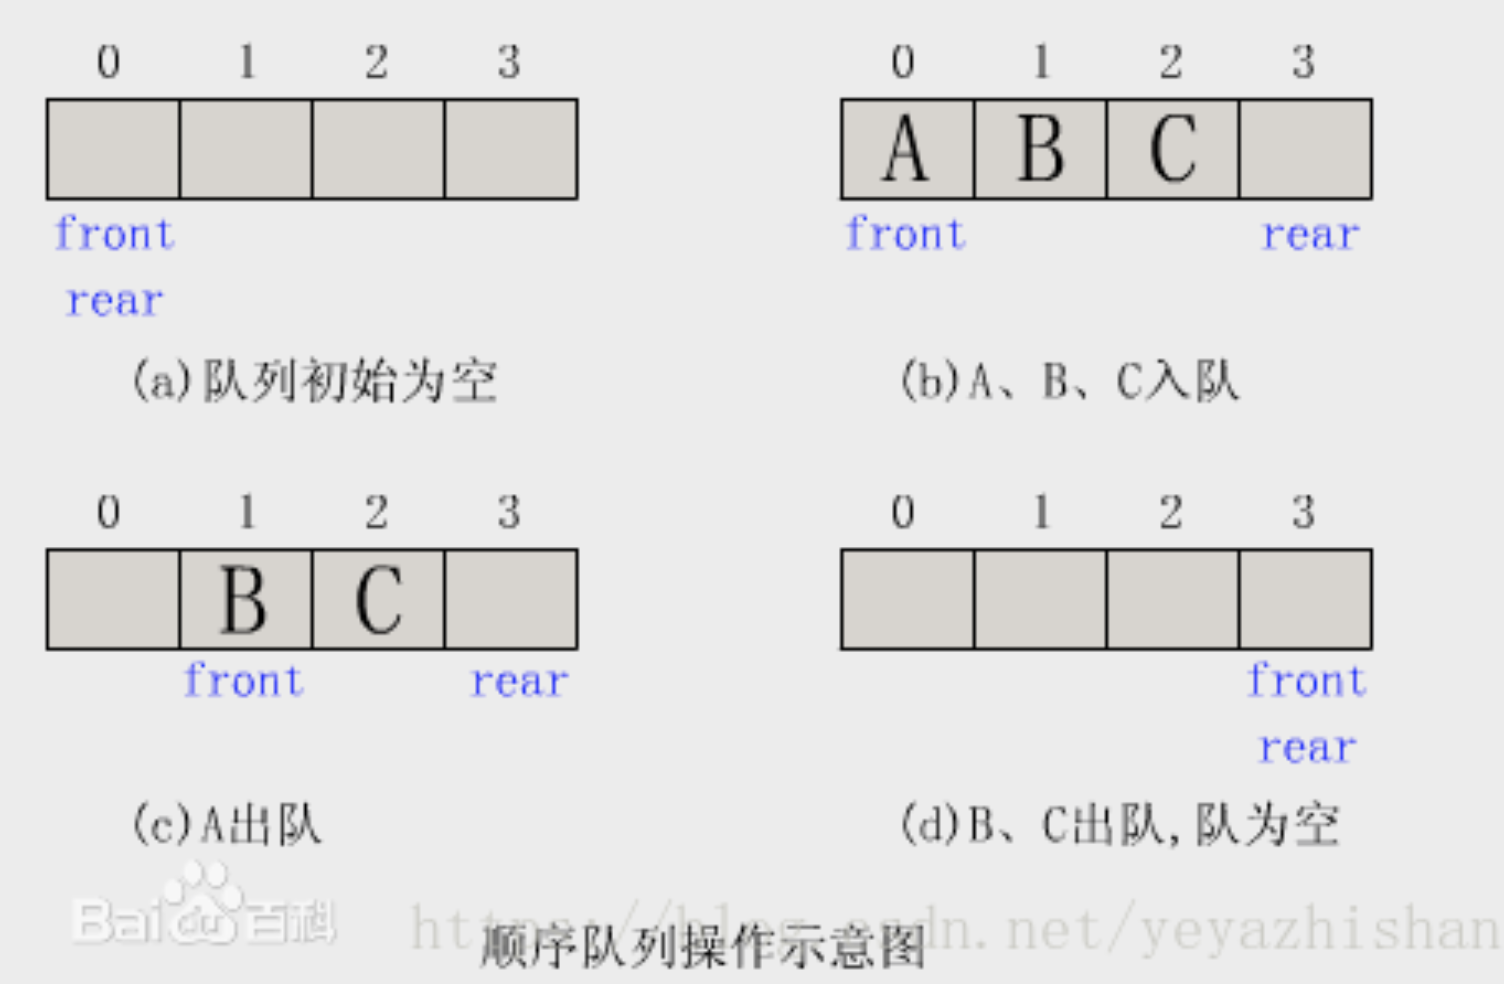 0 1 2 3
A B C
front
rear
front rear
(a)队列初始为空
(b)A、B、C入队
0 1 2 3
0 1 2 3
B C
front rear
front
rear
(c)A出队
(d)B、C出队,队为空
0 1 2 3
Bai du 百科
https://blog.csdn.net/yeyazhishan
顺序队列操作示意图